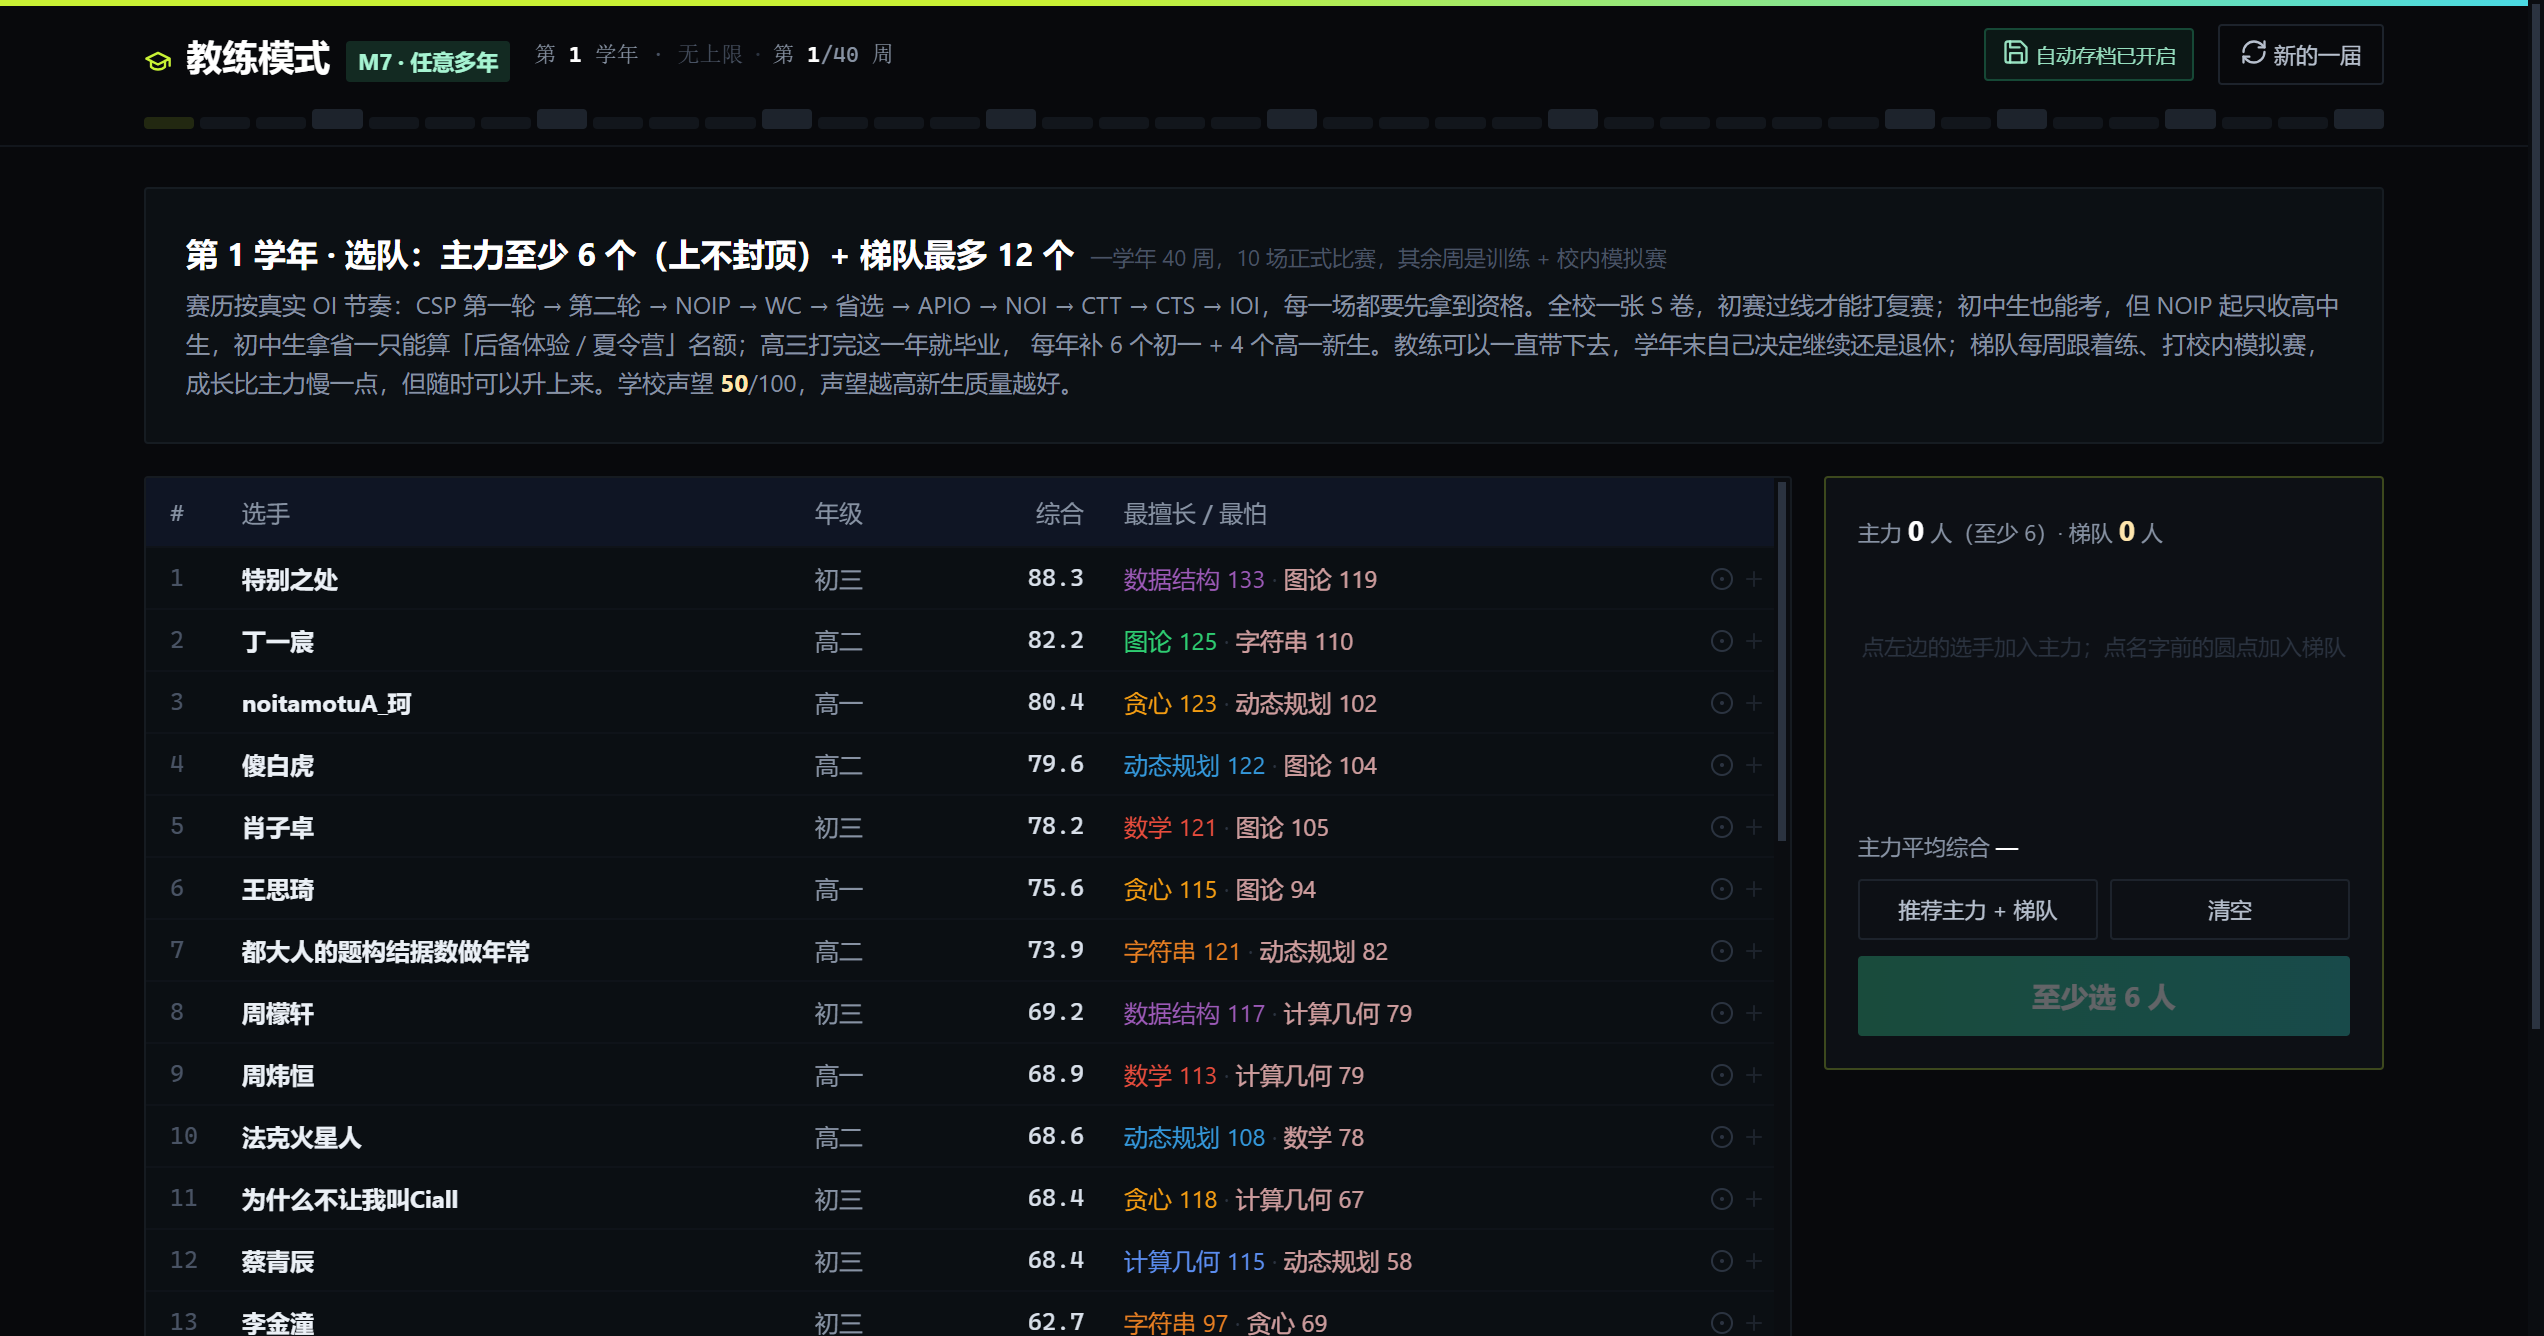 教练模式 M7 · 任意多年 第 1 学年 · 无上限 · 第 1/40 周 自动存档已开启 新的一届
第 1 学年 · 选队：主力至少 6 个（上不封顶）+ 梯队最多 12 个 一学年 40 周，10 场正式比赛，其余周是训练 + 校内模拟赛
赛历按真实 OI 节奏：CSP 第一轮 → 第二轮 → NOIP → WC → 省选 → APIO → NOI → CTT → CTS → IOI，每一场都要先拿到资格。全校一张 S 卷，初赛过线才能打复赛；初中生也能考，但 NOIP 起只收高中
生，初中生拿省一只能算「后备体验 / 夏令营」名额；高三打完这一年就毕业， 每年补 6 个初一 + 4 个高一新生。教练可以一直带下去，学年末自己决定继续还是退休；梯队每周跟着练、打校内模拟赛，
成长比主力慢一点，但随时可以升上来。学校声望 50/100，声望越高新生质量越好。
# 选手 年级 综合 最擅长 / 最怕
1 特别之处 初三 88.3 数据结构 133 · 图论 119
2 丁一宸 高二 82.2 图论 125 · 字符串 110
3 noitamotuA_珂 高一 80.4 贪心 123 · 动态规划 102
4 傻白虎 高二 79.6 动态规划 122 · 图论 104
5 肖子卓 初三 78.2 数学 121 · 图论 105
6 王思琦 高一 75.6 贪心 115 · 图论 94
7 都大人的题构结据数做年常 高二 73.9 字符串 121 · 动态规划 82
8 周檬轩 初三 69.2 数据结构 117 · 计算几何 79
9 周炜恒 高一 68.9 数学 113 · 计算几何 79
10 法克火星人 高二 68.6 动态规划 108 · 数学 78
11 为什么不让我叫Ciall 初三 68.4 贪心 118 · 计算几何 67
12 蔡青辰 初三 68.4 计算几何 115 · 动态规划 58
13 李金潼 初三 62.7 字符串 97 · 贪心 69
主力 0 人（至少 6）· 梯队 0 人
点左边的选手加入主力；点名字前的圆点加入梯队
主力平均综合 —
推荐主力 + 梯队 清空
至少选 6 人